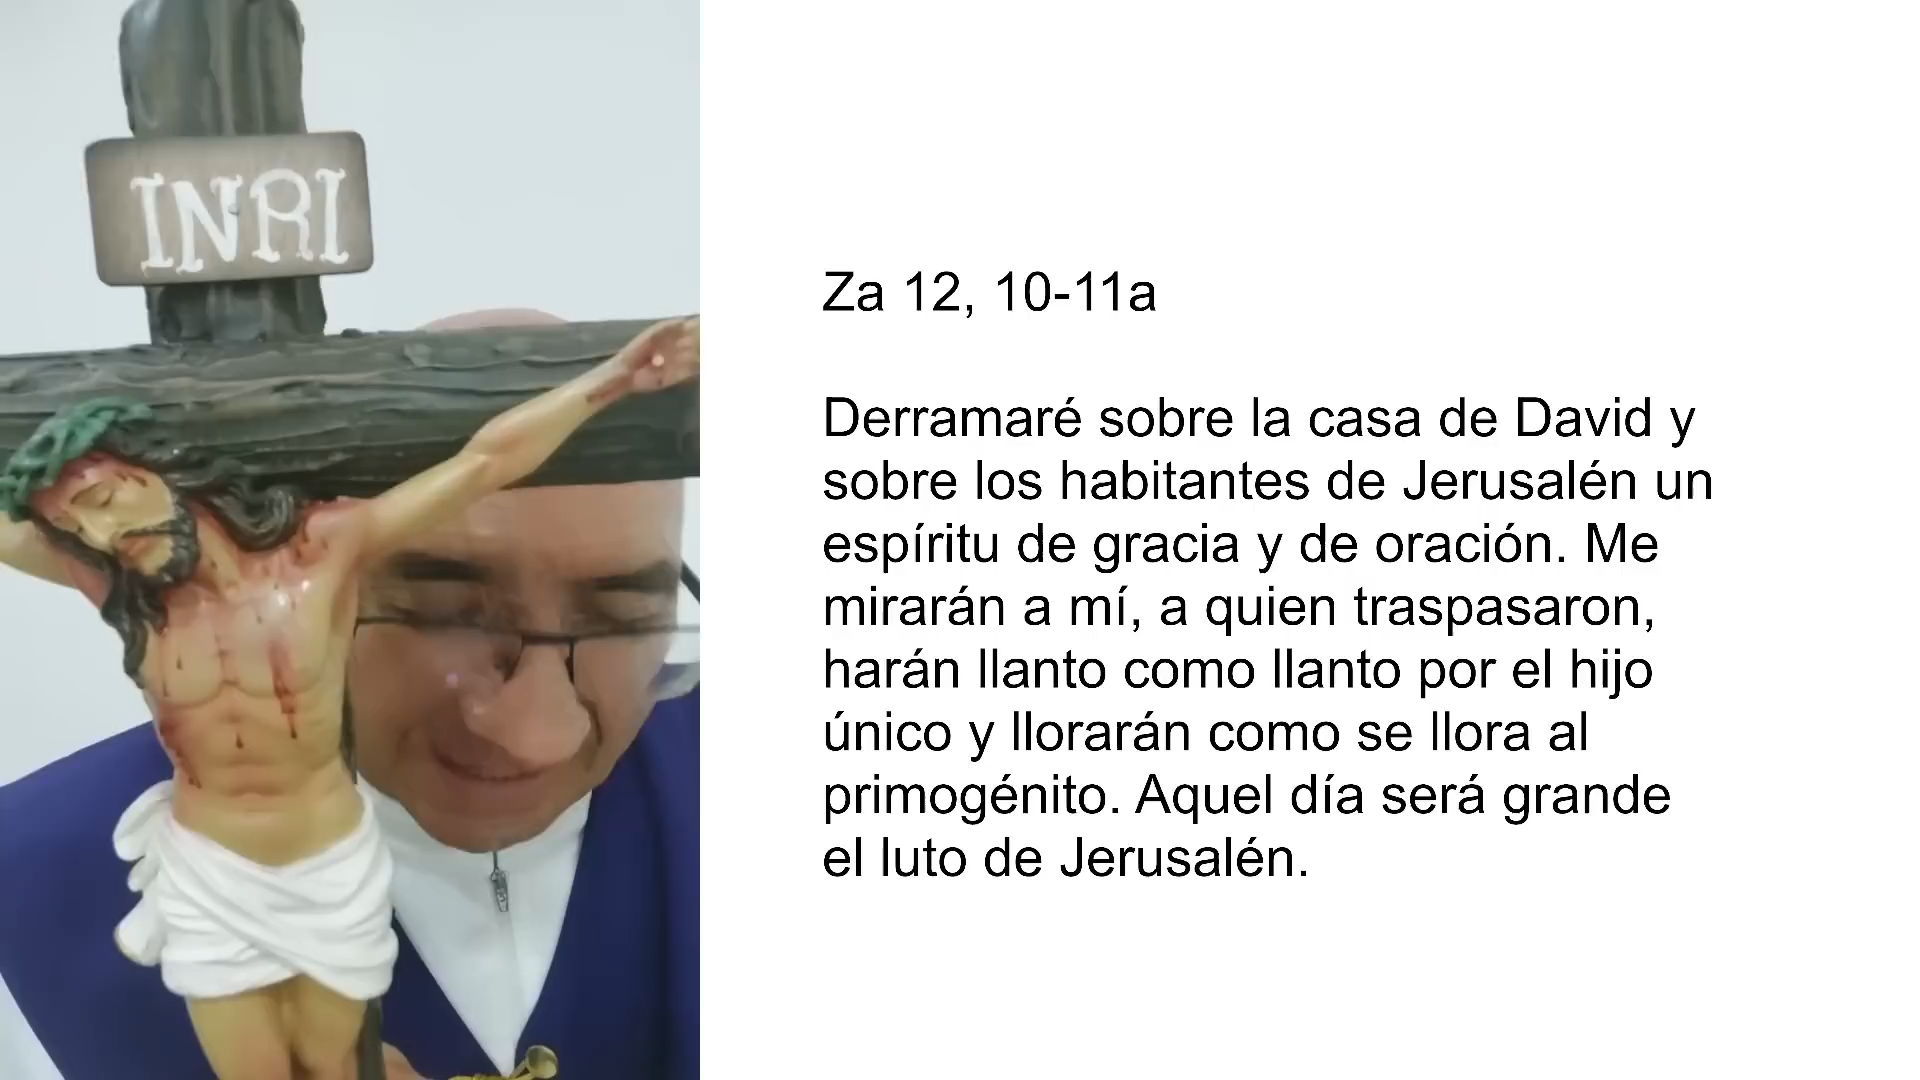 INRI
Za 12, 10-11a
Derramaré sobre la casa de David y
sobre los habitantes de Jerusalén un
espíritu de gracia y de oración. Me
mirarán a mí, a quien traspasaron,
harán llanto como llanto por el hijo
único y llorarán como se llora al
primogénito. Aquel día será grande
el luto de Jerusalén.